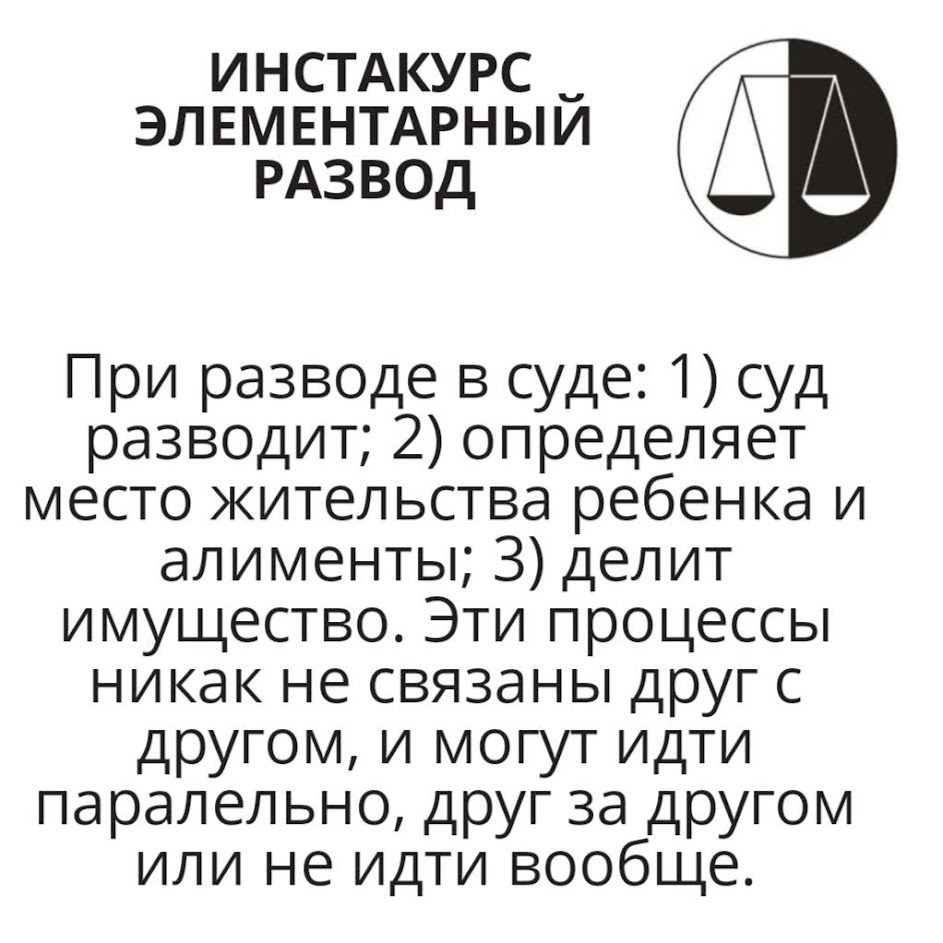 ИНСТАКУРС
ЭЛЕМЕНТАРНЫЙ
РАЗВОД
При разводе в суде: 1) суд
разводит; 2) определяет
место жительства ребенка и
алименты; 3) делит
имущество. Эти процессы
никак не связаны друг с
другом, и могут идти
паралельно, друг за другом
или не идти вообще.